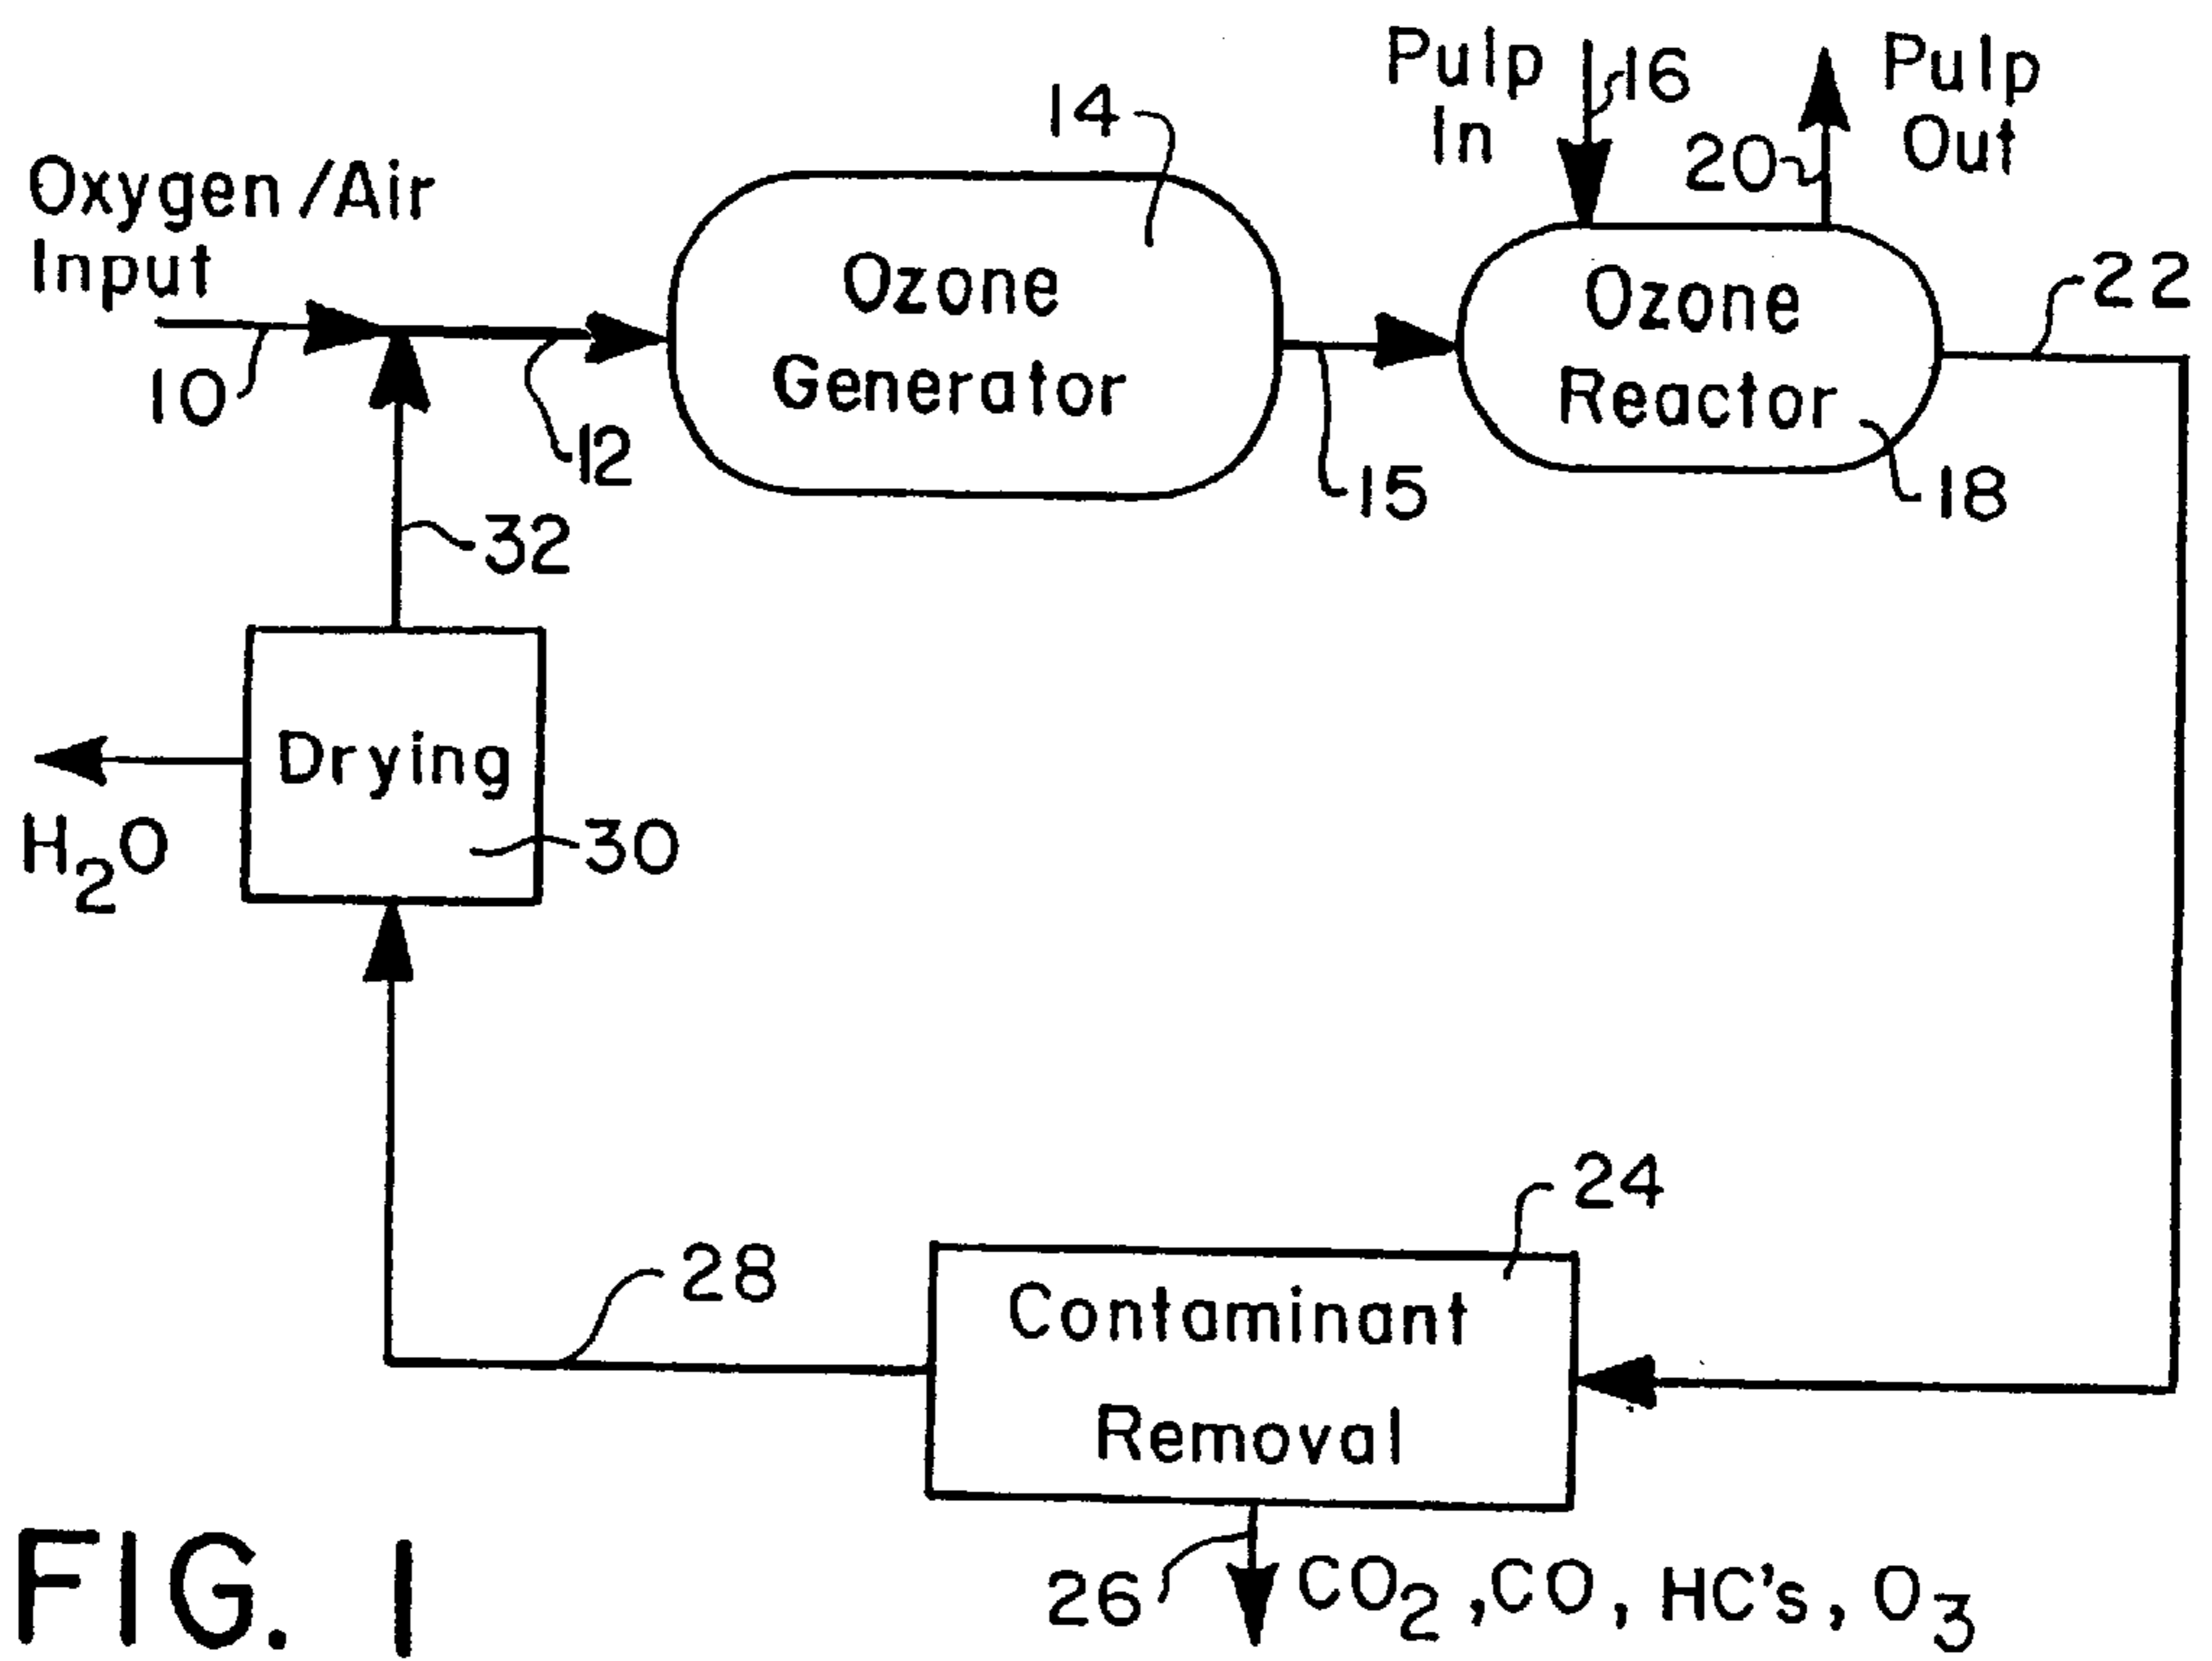 Pulp
In
16
20
Pulp
Out
14
Oxygen/Air
Input
10
12
Ozone
Generator
15
Ozone
Reactor
18
22
32
Drying
30
H₂O
24
28
Contaminant
Removal
26
CO₂, CO, HC's, O₃
FIG. 1